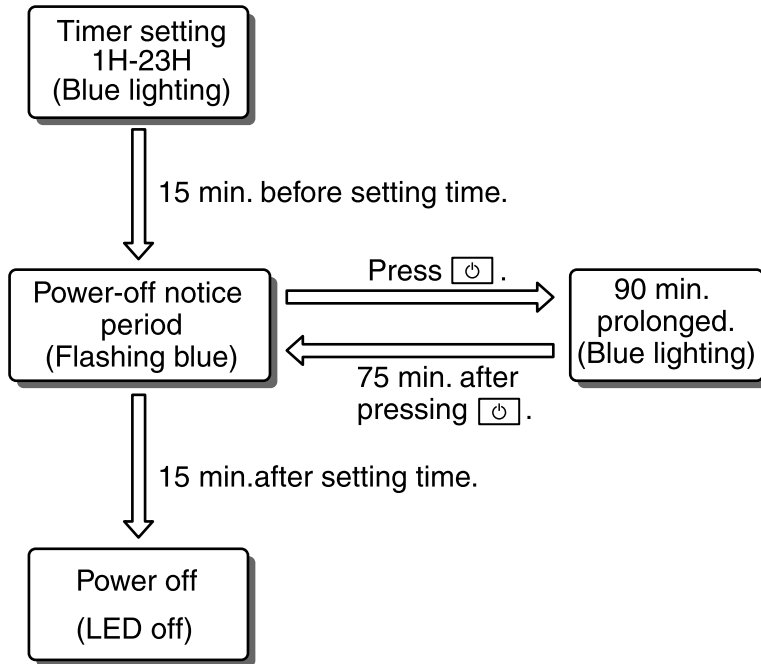 Timer setting
1H-23H
(Blue lighting)
15 min. before setting time.
Power-off notice
period
(Flashing blue)
Press ⏻ .
90 min.
prolonged.
(Blue lighting)
75 min. after
pressing ⏻ .
15 min.after setting time.
Power off
(LED off)